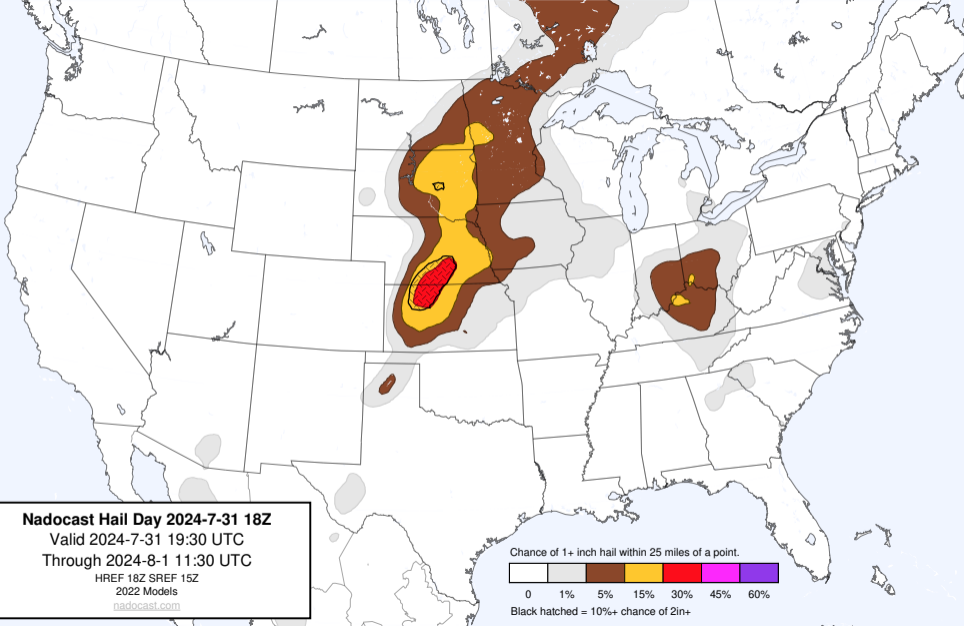 Nadocast Hail Day 2024-7-31 18Z
Valid 2024-7-31 19:30 UTC
Through 2024-8-1 11:30 UTC
HREF 18Z SREF 15Z
2022 Models
nadocast.com
Chance of 1+ inch hail within 25 miles of a point.
0 1% 5% 15% 30% 45% 60%
Black hatched = 10%+ chance of 2in+